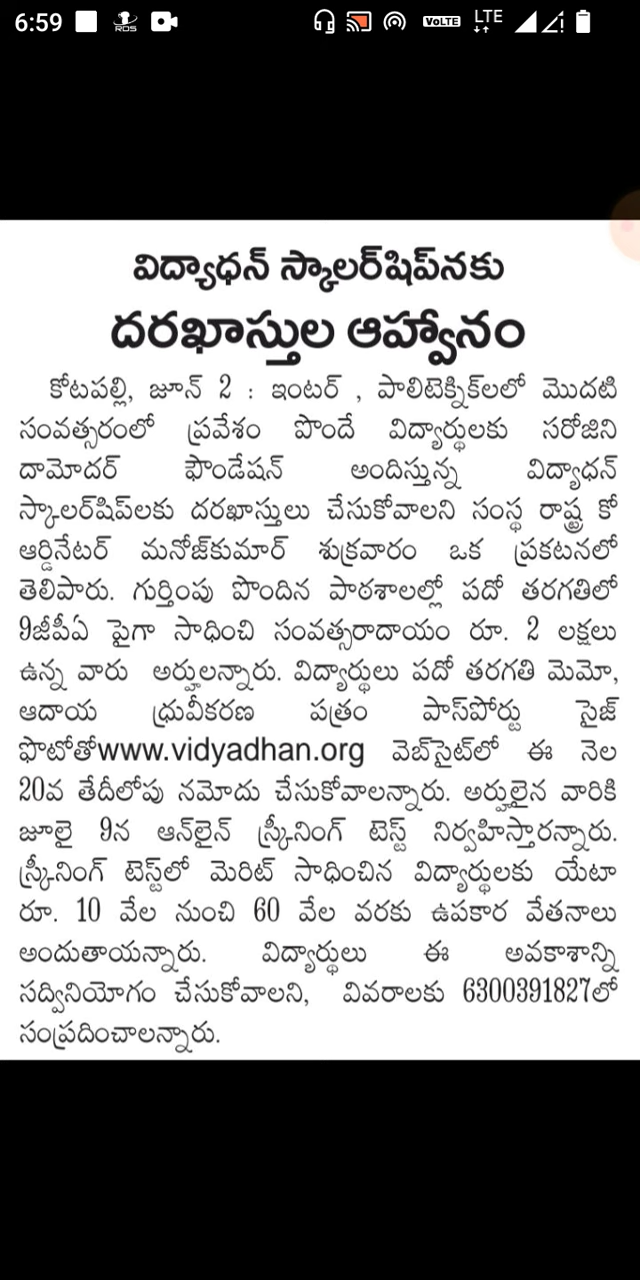 6:59 RDS VoLTE LTE
విద్యాధన్ స్కాలర్‌షిప్‌నకు
దరఖాస్తుల ఆహ్వానం
కోటపల్లి, జూన్ 2 : ఇంటర్ , పాలిటెక్నిక్‌లలో మొదటి
సంవత్సరంలో ప్రవేశం పొందే విద్యార్థులకు సరోజిని
దామోదర్ ఫౌండేషన్ అందిస్తున్న విద్యాధన్
స్కాలర్‌షిప్‌లకు దరఖాస్తులు చేసుకోవాలని సంస్థ రాష్ట్ర కో
ఆర్డినేటర్ మనోజ్‌కుమార్ శుక్రవారం ఒక ప్రకటనలో
తెలిపారు. గుర్తింపు పొందిన పాఠశాలల్లో పదో తరగతిలో
9జీపీఏ పైగా సాధించి సంవత్సరాదాయం రూ. 2 లక్షలు
ఉన్న వారు అర్హులన్నారు. విద్యార్థులు పదో తరగతి మెమో,
ఆదాయ ధ్రువీకరణ పత్రం పాస్‌పోర్టు సైజ్
ఫొటోతోwww.vidyadhan.org వెబ్‌సైట్‌లో ఈ నెల
20వ తేదీలోపు నమోదు చేసుకోవాలన్నారు. అర్హులైన వారికి
జూలై 9న ఆన్‌లైన్ స్క్రీనింగ్ టెస్ట్ నిర్వహిస్తారన్నారు.
స్క్రీనింగ్ టెస్ట్‌లో మెరిట్ సాధించిన విద్యార్థులకు యేటా
రూ. 10 వేల నుంచి 60 వేల వరకు ఉపకార వేతనాలు
అందుతాయన్నారు. విద్యార్థులు ఈ అవకాశాన్ని
సద్వినియోగం చేసుకోవాలని, వివరాలకు 6300391827లో
సంప్రదించాలన్నారు.